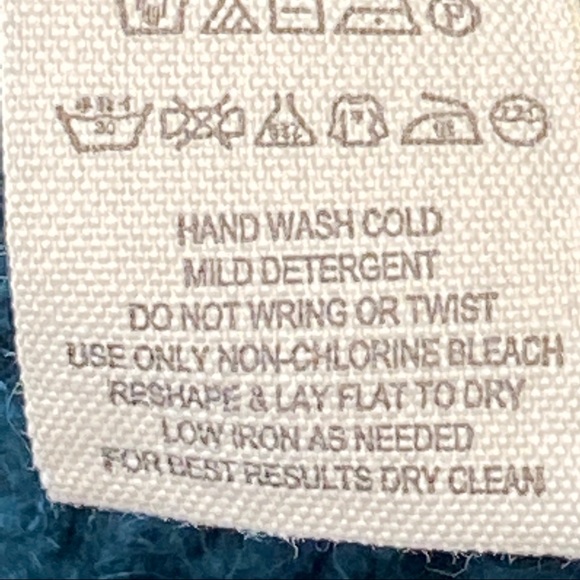 P
30
HAND WASH COLD
MILD DETERGENT
DO NOT WRING OR TWIST
USE ONLY NON-CHLORINE BLEACH
RESHAPE & LAY FLAT TO DRY
LOW IRON AS NEEDED
FOR BEST RESULTS DRY CLEAN